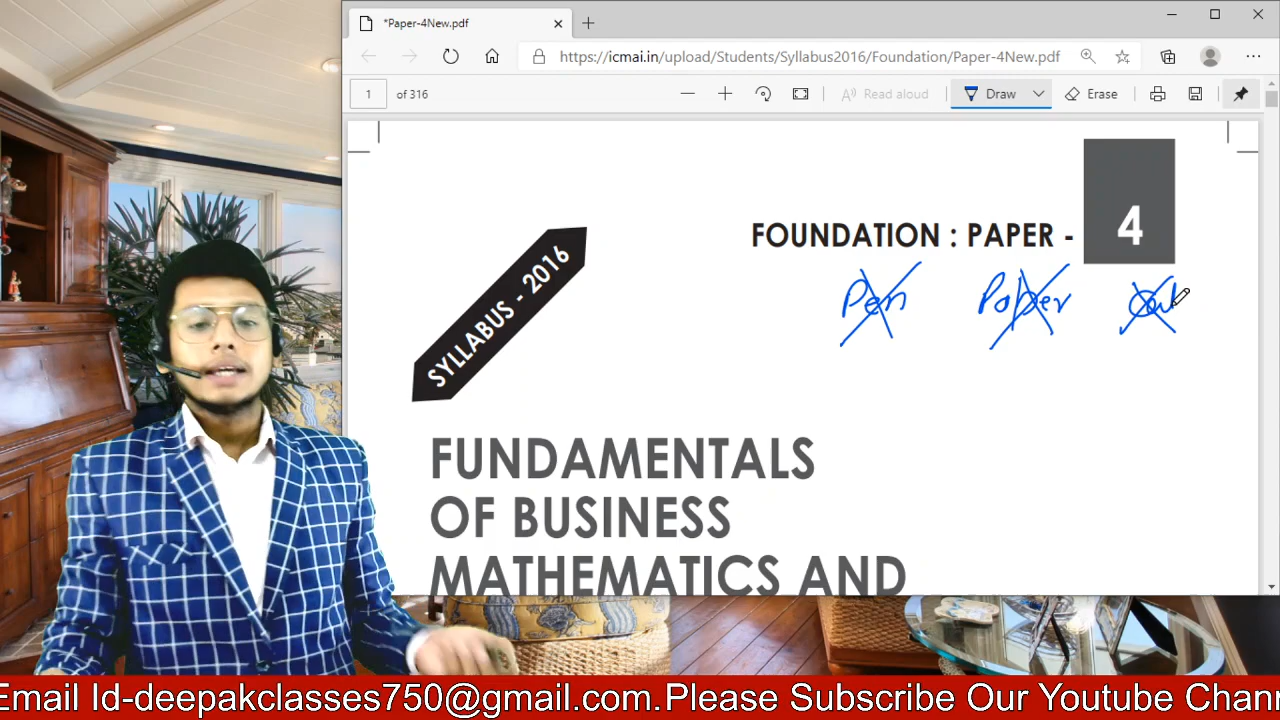 *Paper-4New.pdf
https://icmai.in/upload/Students/Syllabus2016/Foundation/Paper-4New.pdf
1 of 316
Read aloud
Draw
Erase
4
FOUNDATION : PAPER -
Pen Paper
SYLLABUS - 2016
FUNDAMENTALS
OF BUSINESS
MATHEMATICS AND
Email Id-deepakclasses750@gmail.com.Please Subscribe Our Youtube Chan